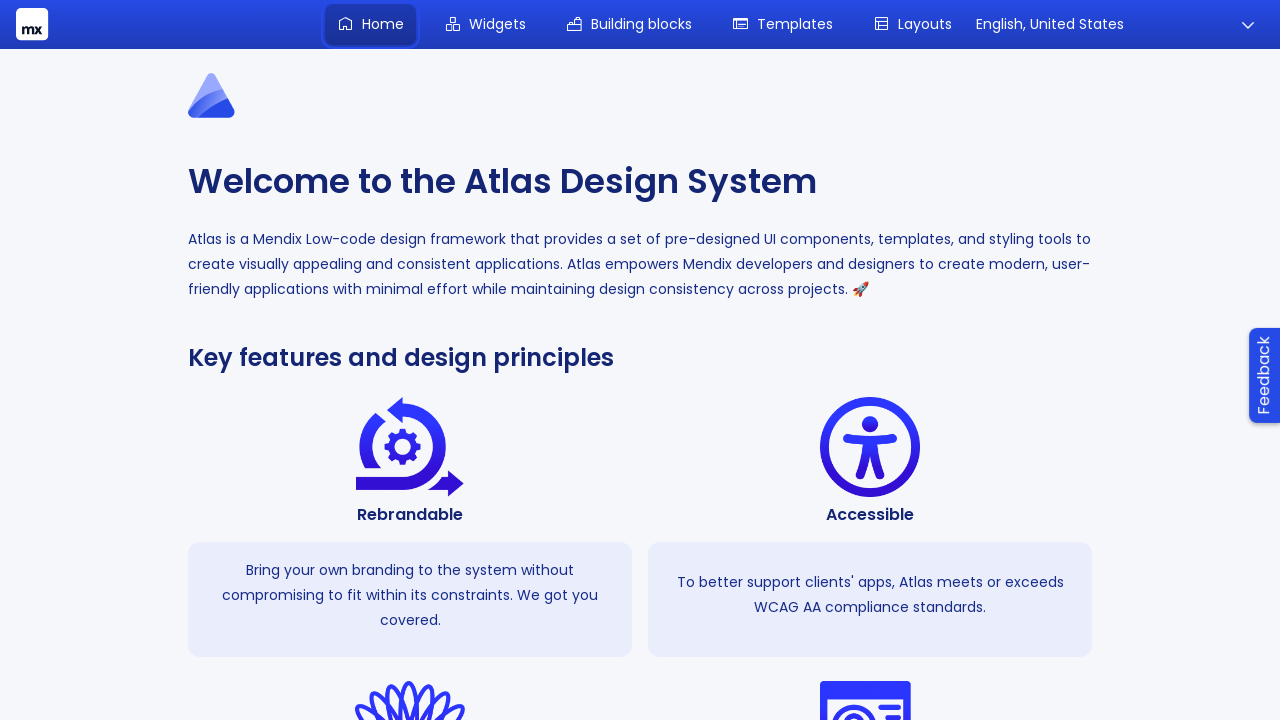 mx
Home
Widgets
Building blocks
Templates
Layouts
English, United States
Welcome to the Atlas Design System
Atlas is a Mendix Low-code design framework that provides a set of pre-designed UI components, templates, and styling tools to
create visually appealing and consistent applications. Atlas empowers Mendix developers and designers to create modern, user-
friendly applications with minimal effort while maintaining design consistency across projects. 🚀
Feedback
Key features and design principles
Rebrandable
Accessible
Bring your own branding to the system without
compromising to fit within its constraints. We got you
covered.
To better support clients' apps, Atlas meets or exceeds
WCAG AA compliance standards.